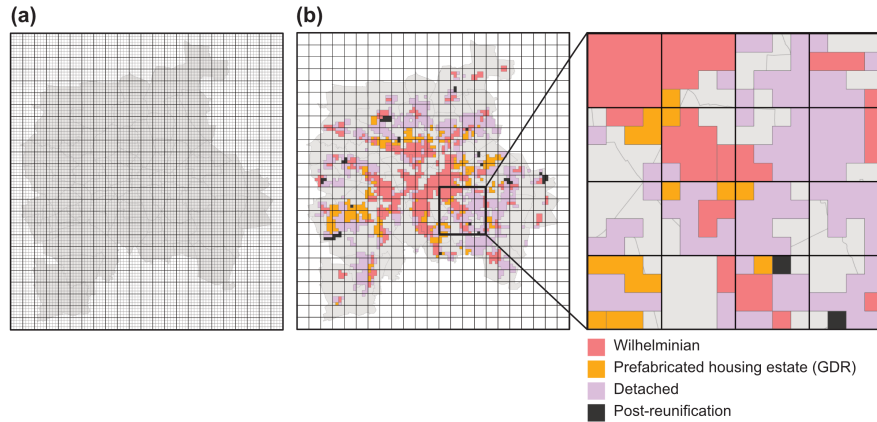 (a)
(b)
Wilhelminian
Prefabricated housing estate (GDR)
Detached
Post-reunification